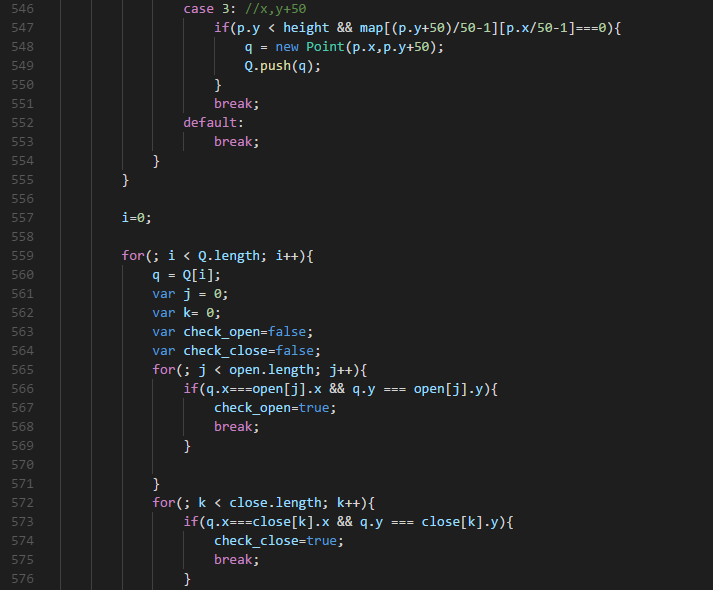 546 case 3: //x,y+50
547 if(p.y < height && map[(p.y+50)/50-1][p.x/50-1]===0){
548 q = new Point(p.x,p.y+50);
549 Q.push(q);
550 }
551 break;
552 default:
553 break;
554 }
555 }
556
557 i=0;
558
559 for(; i < Q.length; i++){
560 q = Q[i];
561 var j = 0;
562 var k= 0;
563 var check_open=false;
564 var check_close=false;
565 for(; j < open.length; j++){
566 if(q.x===open[j].x && q.y === open[j].y){
567 check_open=true;
568 break;
569 }
570
571 }
572 for(; k < close.length; k++){
573 if(q.x===close[k].x && q.y === close[k].y){
574 check_close=true;
575 break;
576 }